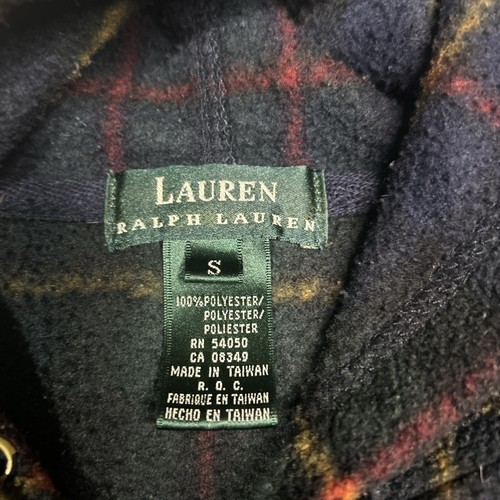 LAUREN
RALPH LAUREN
S
100%POLYESTER/
POLYESTER/
POLIESTER
RN 54050
CA 08349
MADE IN TAIWAN
R. O. C.
FABRIQUE EN TAIWAN
HECHO EN TAIWAN